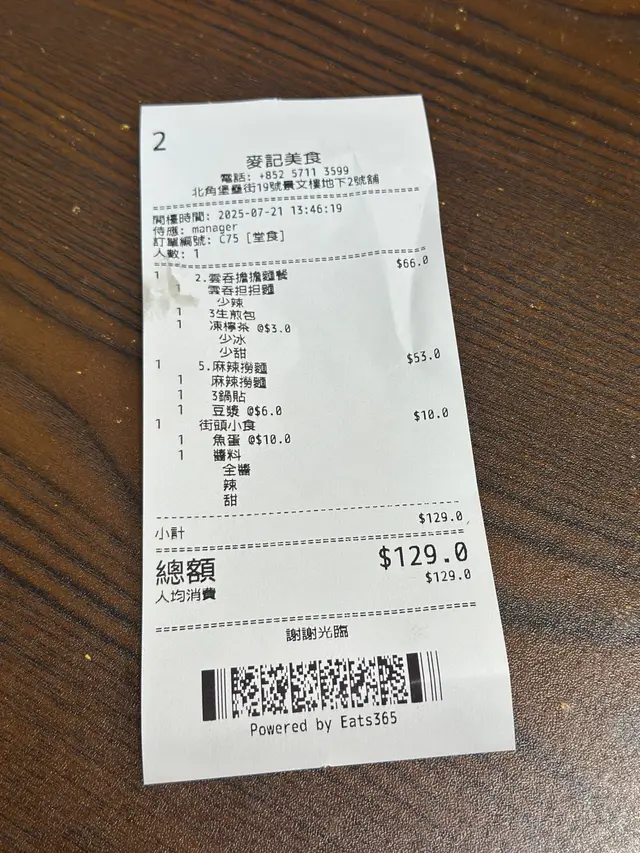 2
麥記美食
電話: +852 5711 3599
北角堡壘街19號景文樓地下2號舖
開檯時間: 2025-07-21 13:46:19
侍應: manager
訂單編號: C75 [堂食]
人數: 1
1 2.雲吞擔擔麵餐 $66.0
1 雲吞担担麵
少辣
1 3生煎包
1 凍檸茶 @$3.0
少冰
少甜
1 5.麻辣撈麵 $53.0
1 麻辣撈麵
1 3鍋貼
1 豆漿 @$6.0
1 街頭小食 $10.0
1 魚蛋 @$10.0
1 醬料
全醬
辣
甜
小計 $129.0
總額 $129.0
人均消費 $129.0
謝謝光臨
Powered by Eats365